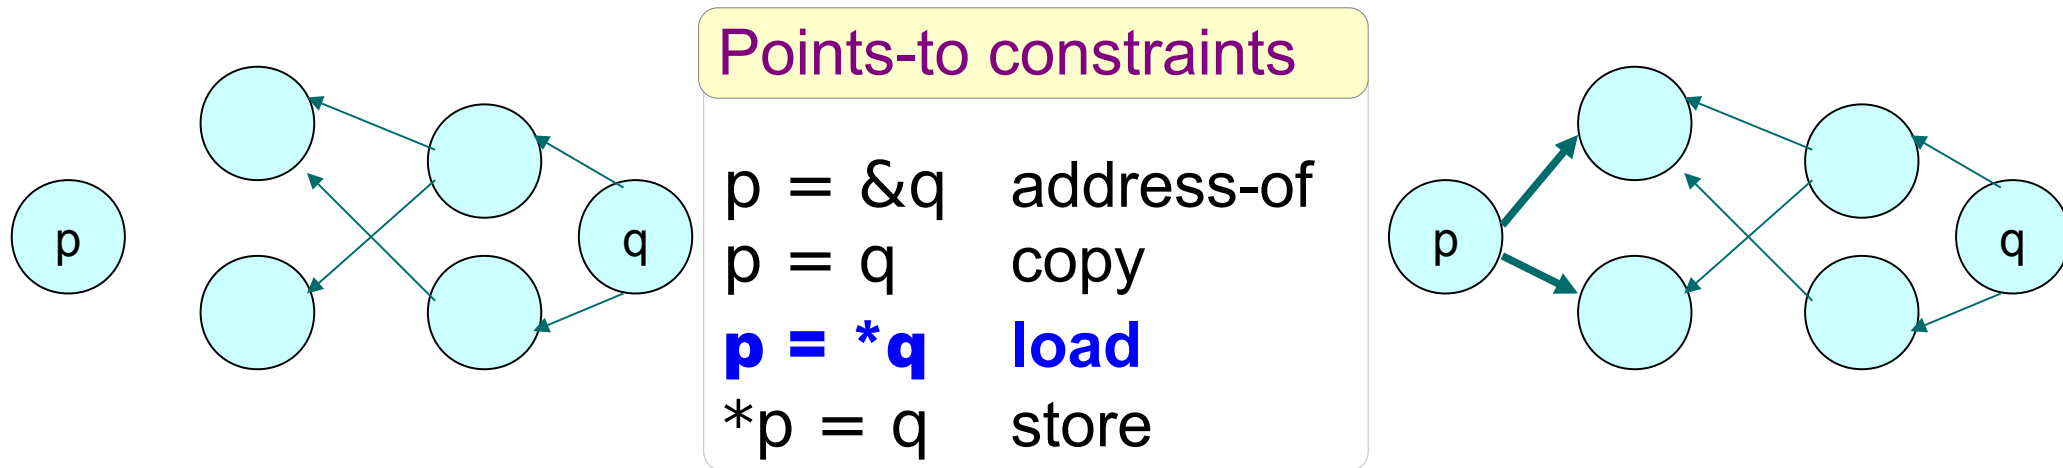 p
q
Points-to constraints
p = &q address-of
p = q copy
p = *q load
*p = q store
p
q